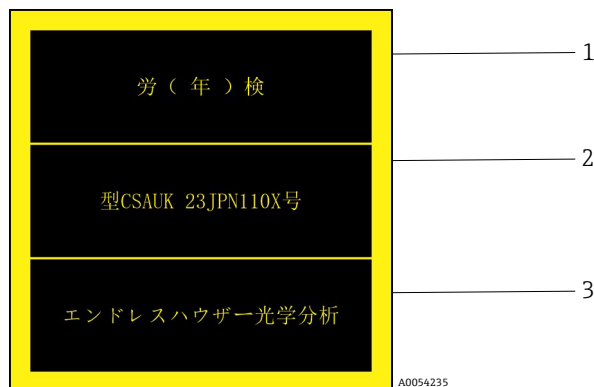 労（ 年 ）検
1
型CSAUK 23JPN110X号
2
エンドレスハウザー光学分析
3
A0054235